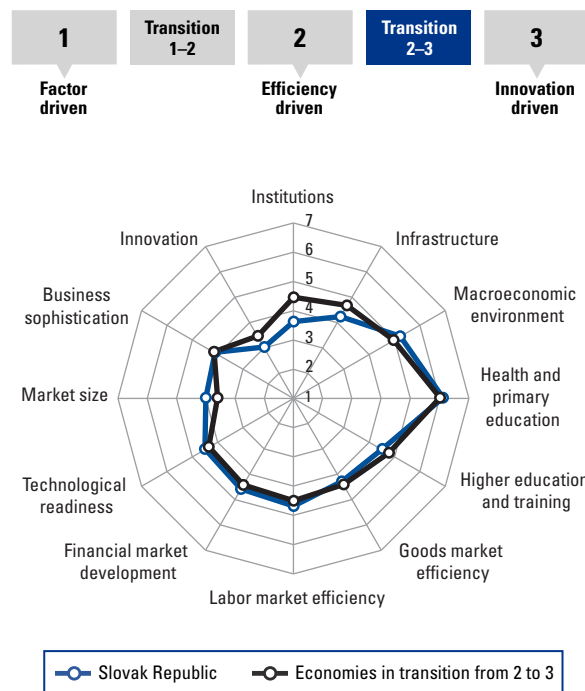 1
Transition
1–2
2
Transition
2–3
3
Factor
driven
Efficiency
driven
Innovation
driven
Institutions
7
6
5
4
3
2
1
Infrastructure
Macroeconomic
environment
Health and
primary
education
Higher education
and training
Goods market
efficiency
Labor market efficiency
Financial market
development
Technological
readiness
Market size
Business
sophistication
Innovation
Slovak Republic
Economies in transition from 2 to 3